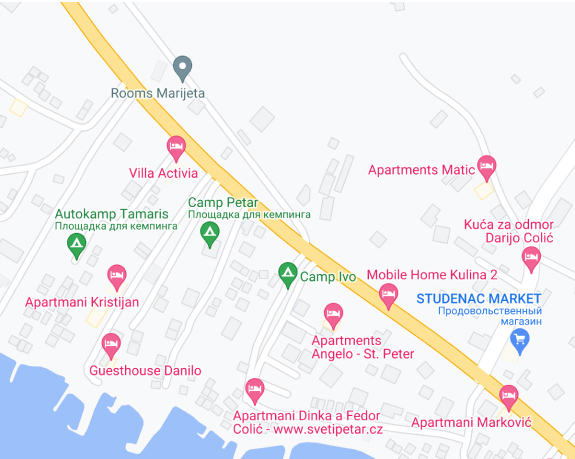 Rooms Marijeta
Villa Activia
Apartments Matic
Camp Petar
Площадка для кемпинга
Autokamp Tamaris
Площадка для кемпинга
Kuća za odmor
Darijo Colić
Camp Ivo
Mobile Home Kulina 2
Apartmani Kristijan
STUDENAC MARKET
Продовольственный
магазин
Apartments
Angelo - St. Peter
Guesthouse Danilo
Apartmani Dinka a Fedor
Colić - www.svetipetar.cz
Apartmani Marković